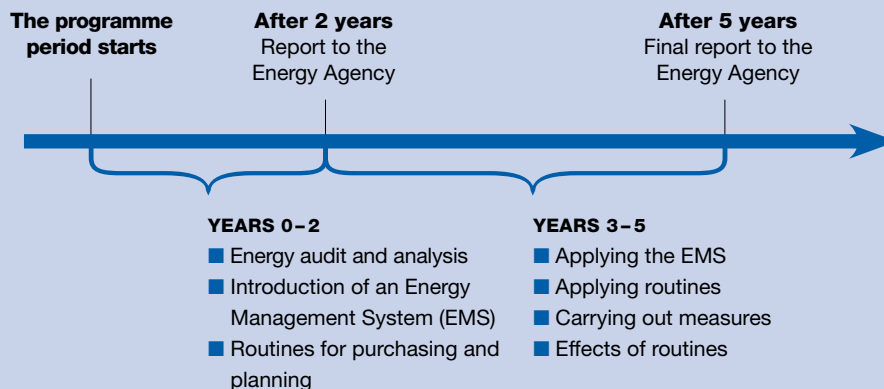 The programme
period starts
After 2 years
Report to the
Energy Agency
After 5 years
Final report to the
Energy Agency
YEARS 0–2
■ Energy audit and analysis
■ Introduction of an Energy
Management System (EMS)
■ Routines for purchasing and
planning
YEARS 3–5
■ Applying the EMS
■ Applying routines
■ Carrying out measures
■ Effects of routines